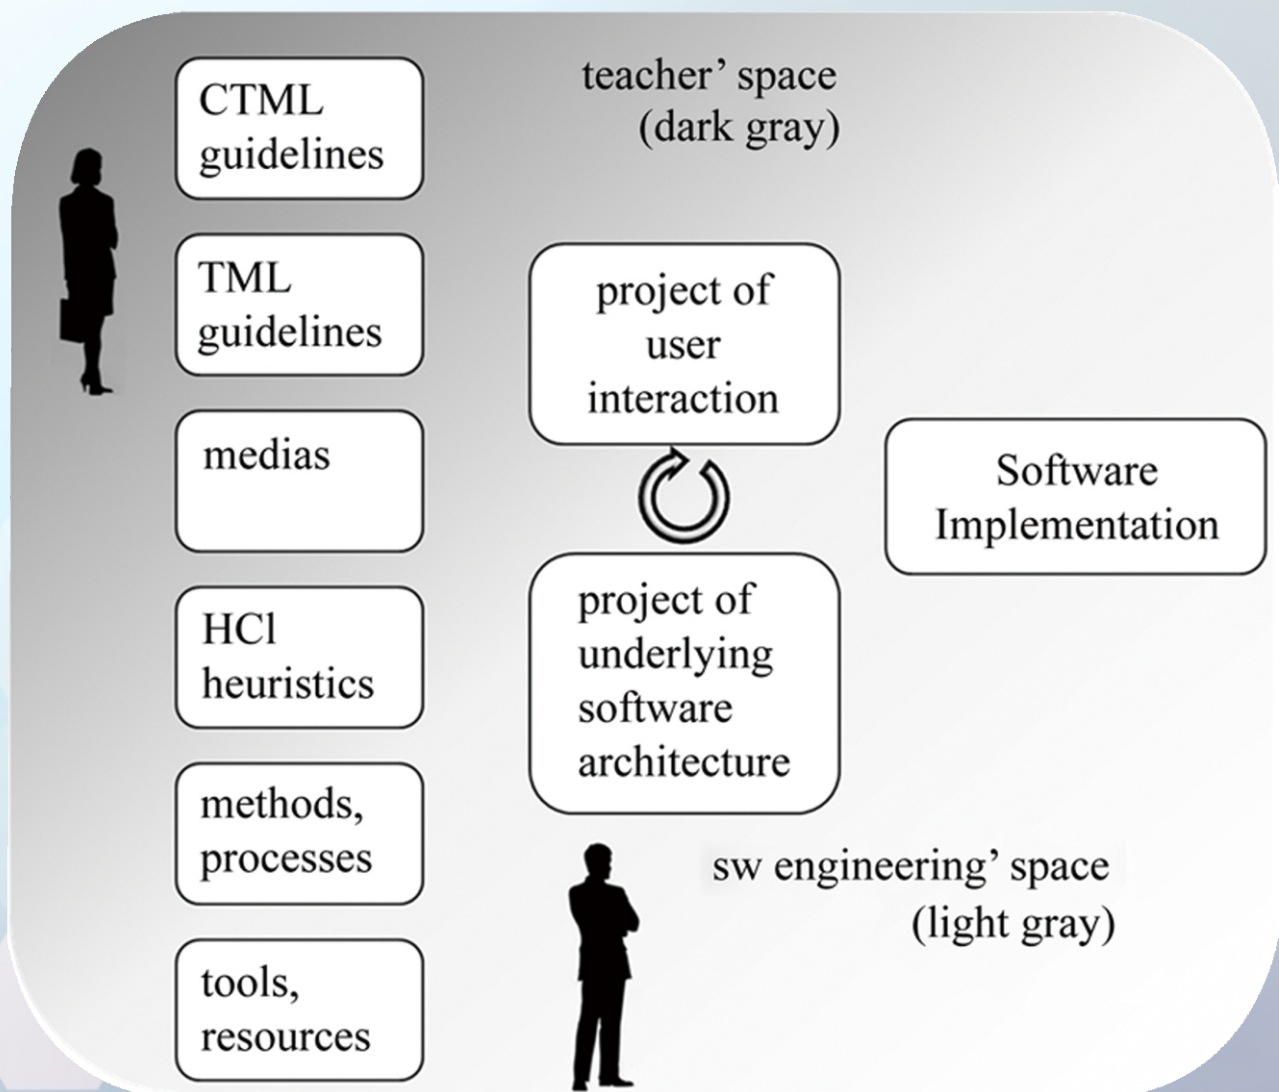 CTML
guidelines
TML
guidelines
medias
HCl
heuristics
methods,
processes
tools,
resources
teacher’ space
(dark gray)
project of
user
interaction
project of
underlying
software
architecture
Software
Implementation
sw engineering’ space
(light gray)